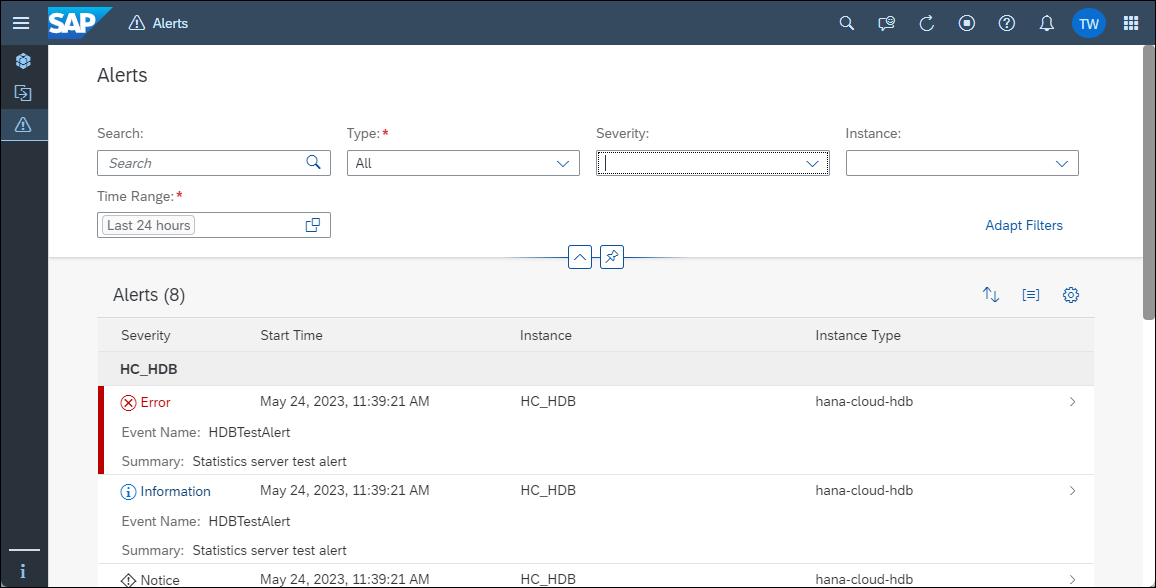 SAP Alerts TW
Alerts
Search: Type:* Severity: Instance:
Search All
Time Range:*
Last 24 hours Adapt Filters
Alerts (8)
Severity Start Time Instance Instance Type
HC_HDB
Error May 24, 2023, 11:39:21 AM HC_HDB hana-cloud-hdb
Event Name: HDBTestAlert
Summary: Statistics server test alert
Information May 24, 2023, 11:39:21 AM HC_HDB hana-cloud-hdb
Event Name: HDBTestAlert
Summary: Statistics server test alert
Notice May 24, 2023, 11:39:21 AM HC_HDB hana-cloud-hdb